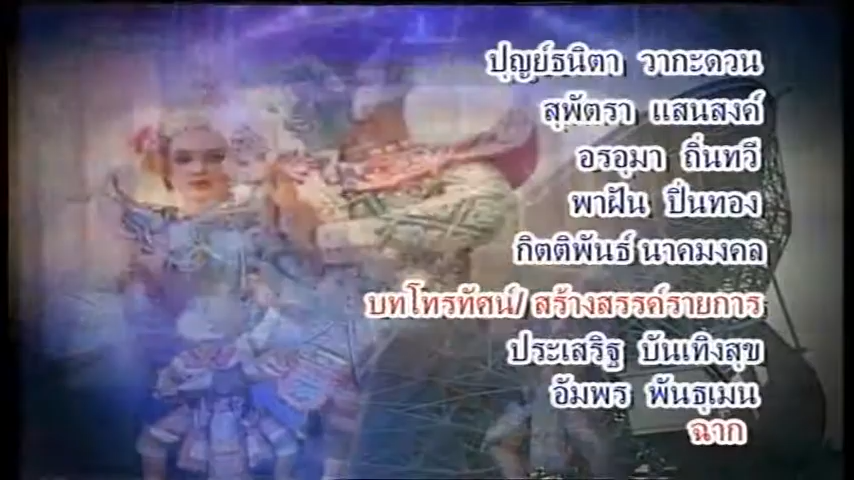 ปุญย์ธนิตา วากะดวน
สุพัตรา แสนสงค์
อรอุมา ถิ่นทวี
พาฝัน ปิ่นทอง
กิตติพันธ์ นาคมงคล
บทโทรทัศน์/ สร้างสรรค์รายการ
ประเสริฐ บันเทิงสุข
อัมพร พันธุเมน
ฉาก